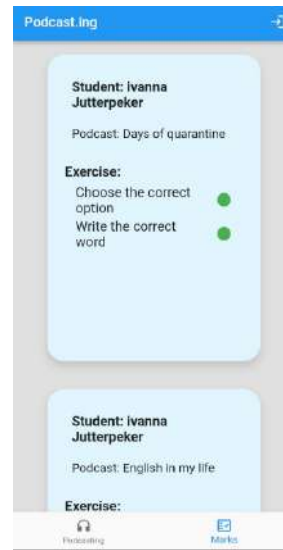 Podcast.ing
Student: ivanna
Jutterpeker
Podcast: Days of quarantine
Exercise:
Choose the correct
option
Write the correct
word
Student: ivanna
Jutterpeker
Podcast: English in my life
Exercise:
Podcasting
Marks